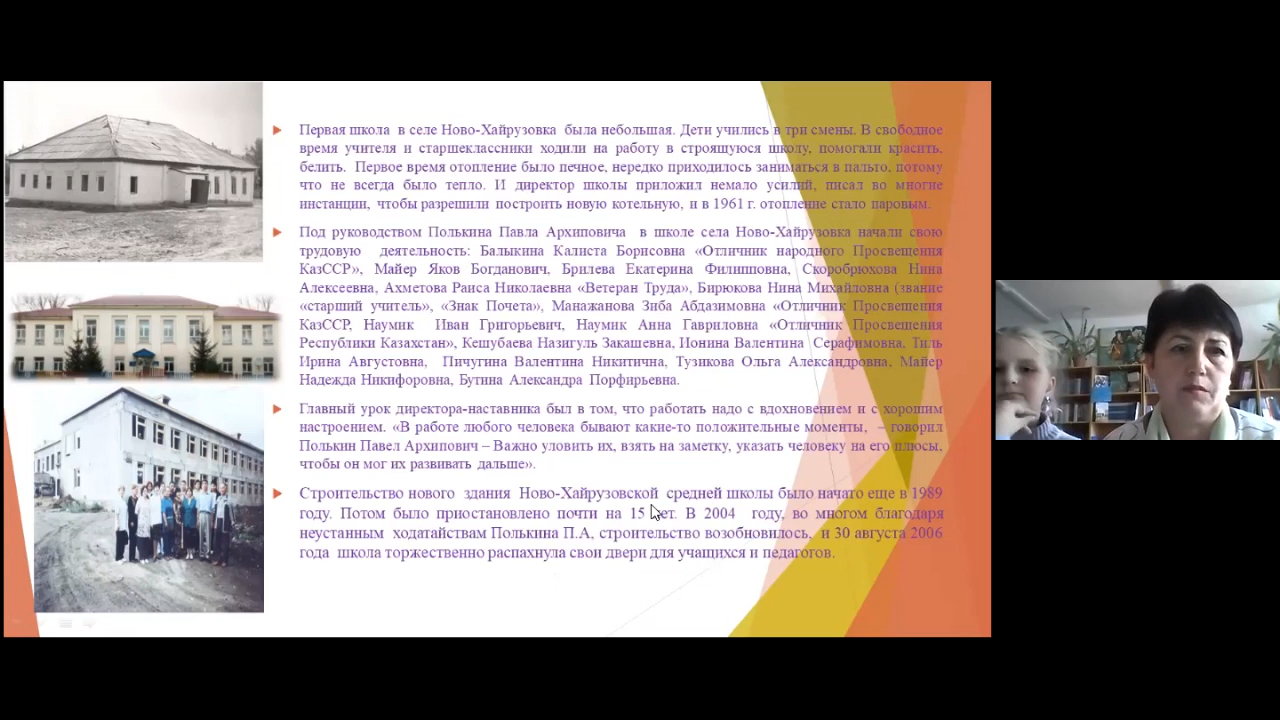 Первая школа в селе Ново-Хайрузовка была небольшая. Дети учились в три смены. В свободное
время учителя и старшеклассники ходили на работу в строящуюся школу, помогали красить,
белить. Первое время отопление было печное, нередко приходилось заниматься в пальто, потому
что не всегда было тепло. И директор школы приложил немало усилий, писал во многие
инстанции, чтобы разрешили построить новую котельную, и в 1961 г. отопление стало паровым.
Под руководством Полькина Павла Архиповича в школе села Ново-Хайрузовка начали свою
трудовую деятельность: Балыкина Калиста Борисовна «Отличник народного Просвещения
КазССР», Майер Яков Богданович, Брилева Екатерина Филипповна, Скоробрюхова Нина
Алексеевна, Ахметова Раиса Николаевна «Ветеран Труда», Бирюкова Нина Михайловна (звание
«старший учитель», «Знак Почета», Манажанова Зиба Абдазимовна «Отличник Просвещения
КазССР, Наумик Иван Григорьевич, Наумик Анна Гавриловна «Отличник Просвещения
Республики Казахстан», Кешубаева Назигуль Закашевна, Ионина Валентина Серафимовна, Тиль
Ирина Августовна, Пичугина Валентина Никитична, Тузикова Ольга Александровна, Майер
Надежда Никифоровна, Бутина Александра Порфирьевна.
Главный урок директора-наставника был в том, что работать надо с вдохновением и с хорошим
настроением. «В работе любого человека бывают какие-то положительные моменты, – говорил
Полькин Павел Архипович – Важно уловить их, взять на заметку, указать человеку на его плюсы,
чтобы он мог их развивать дальше».
Строительство нового здания Ново-Хайрузовской средней школы было начато еще в 1989
году. Потом было приостановлено почти на 15 лет. В 2004 году, во многом благодаря
неустанным ходатайствам Полькина П.А, строительство возобновилось, и 30 августа 2006
года школа торжественно распахнула свои двери для учащихся и педагогов.